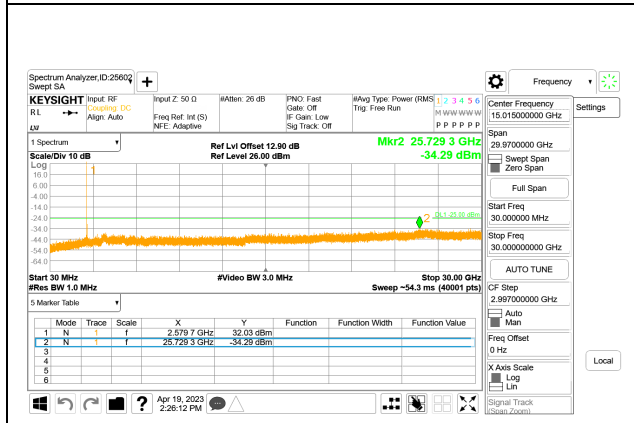 Spectrum Analyzer,ID:25602
Swept SA
+
Frequency
KEYSIGHT Input: RF Input Z: 50 Ω #Atten: 26 dB PNO: Fast #Avg Type: Power (RMS 1 2 3 4 5 6
RL Coupling: DC Gate: Off Trig: Free Run M W W W W W
Align: Auto Freq Ref: Int (S) IF Gain: Low
LXI NFE: Adaptive Sig Track: Off P P P P P P
1 Spectrum
Scale/Div 10 dB
Ref Lvl Offset 12.90 dB
Ref Level 26.00 dBm
Mkr2 25.729 3 GHz
-34.29 dBm
Log
16.0
6.00
-4.00
-14.0
-24.0
-34.0
-44.0
-54.0
-64.0
1
2
DL1 -25.00 dBm
Start 30 MHz #Video BW 3.0 MHz Stop 30.00 GHz
#Res BW 1.0 MHz Sweep ~54.3 ms (40001 pts)
5 Marker Table
Mode Trace Scale X Y Function Function Width Function Value
1 N 1 f 2.579 7 GHz 32.03 dBm
2 N 1 f 25.729 3 GHz -34.29 dBm
3
4
5
6
Apr 19, 2023
2:26:12 PM
?
Center Frequency
15.015000000 GHz
Settings
Span
29.9700000 GHz
Swept Span
Zero Span
Full Span
Start Freq
30.000000 MHz
Stop Freq
30.000000000 GHz
AUTO TUNE
CF Step
2.997000000 GHz
Auto
Man
Freq Offset
0 Hz
X Axis Scale
Log
Lin
Signal Track
(Span Zoom)
Local